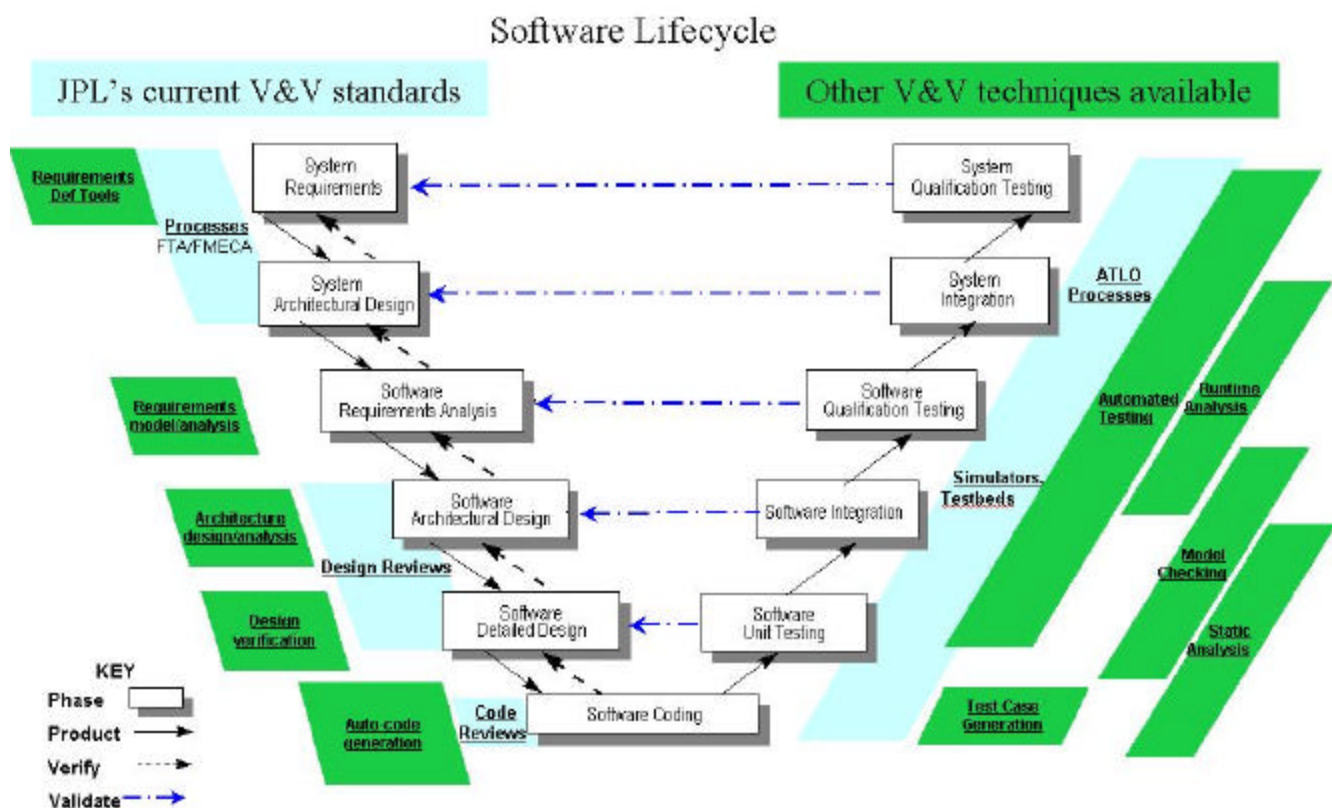 Software Lifecycle
JPL's current V&V standards
Other V&V techniques available
Requirements
Def Tools
Processes
FTA/FMECA
System
Requirements
System
Qualification Testing
System
Architectural Design
System
Integration
ATLO
Processes
Requirements
model/analysis
Software
Requirements Analysis
Software
Qualification Testing
Automated
Testing
Runtime
Analysis
Architecture
design/analysis
Design Reviews
Software
Architectural Design
Software Integration
Simulators,
Testbeds
Model
Checking
Design
verification
Software
Detailed Design
Software
Unit Testing
Static
Analysis
Auto-code
generation
Code
Reviews
Software Coding
Test Case
Generation
KEY
Phase
Product
Verify
Validate